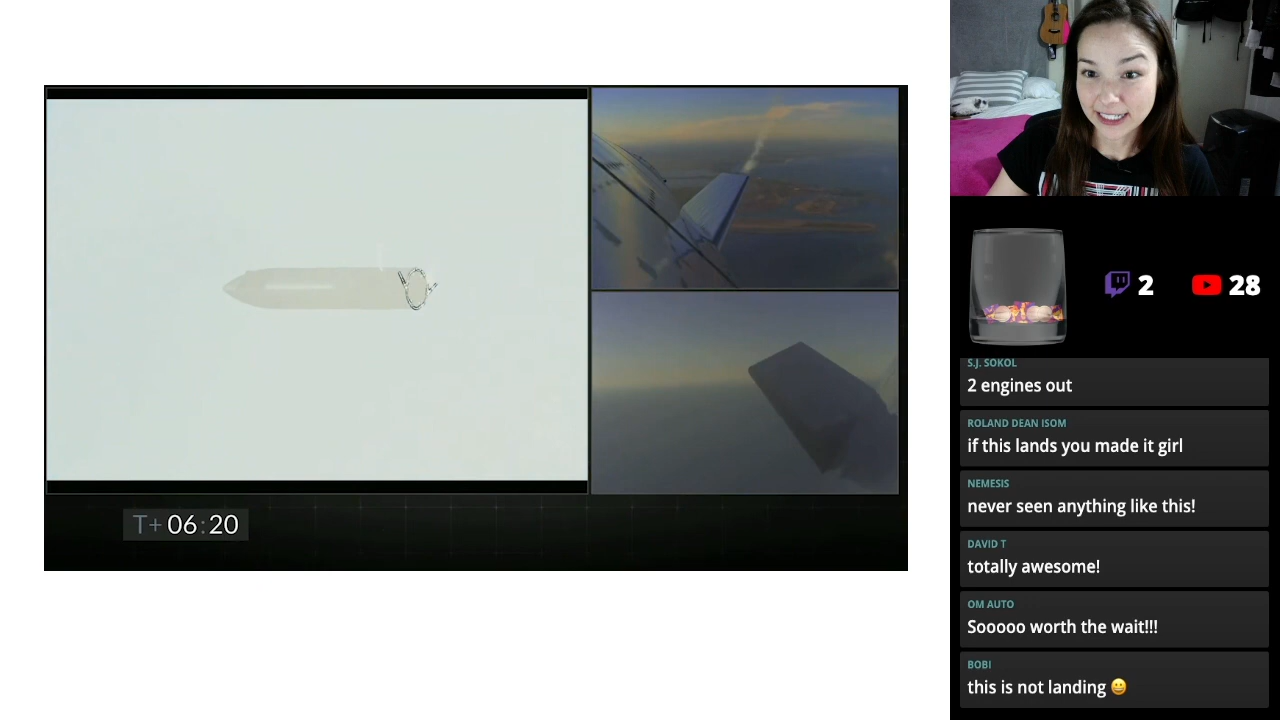 T+ 06:20
2
28
S.J. SOKOL
2 engines out
ROLAND DEAN ISOM
if this lands you made it girl
NEMESIS
never seen anything like this!
DAVID T
totally awesome!
OM AUTO
Sooooo worth the wait!!!
BOBI
this is not landing 😀